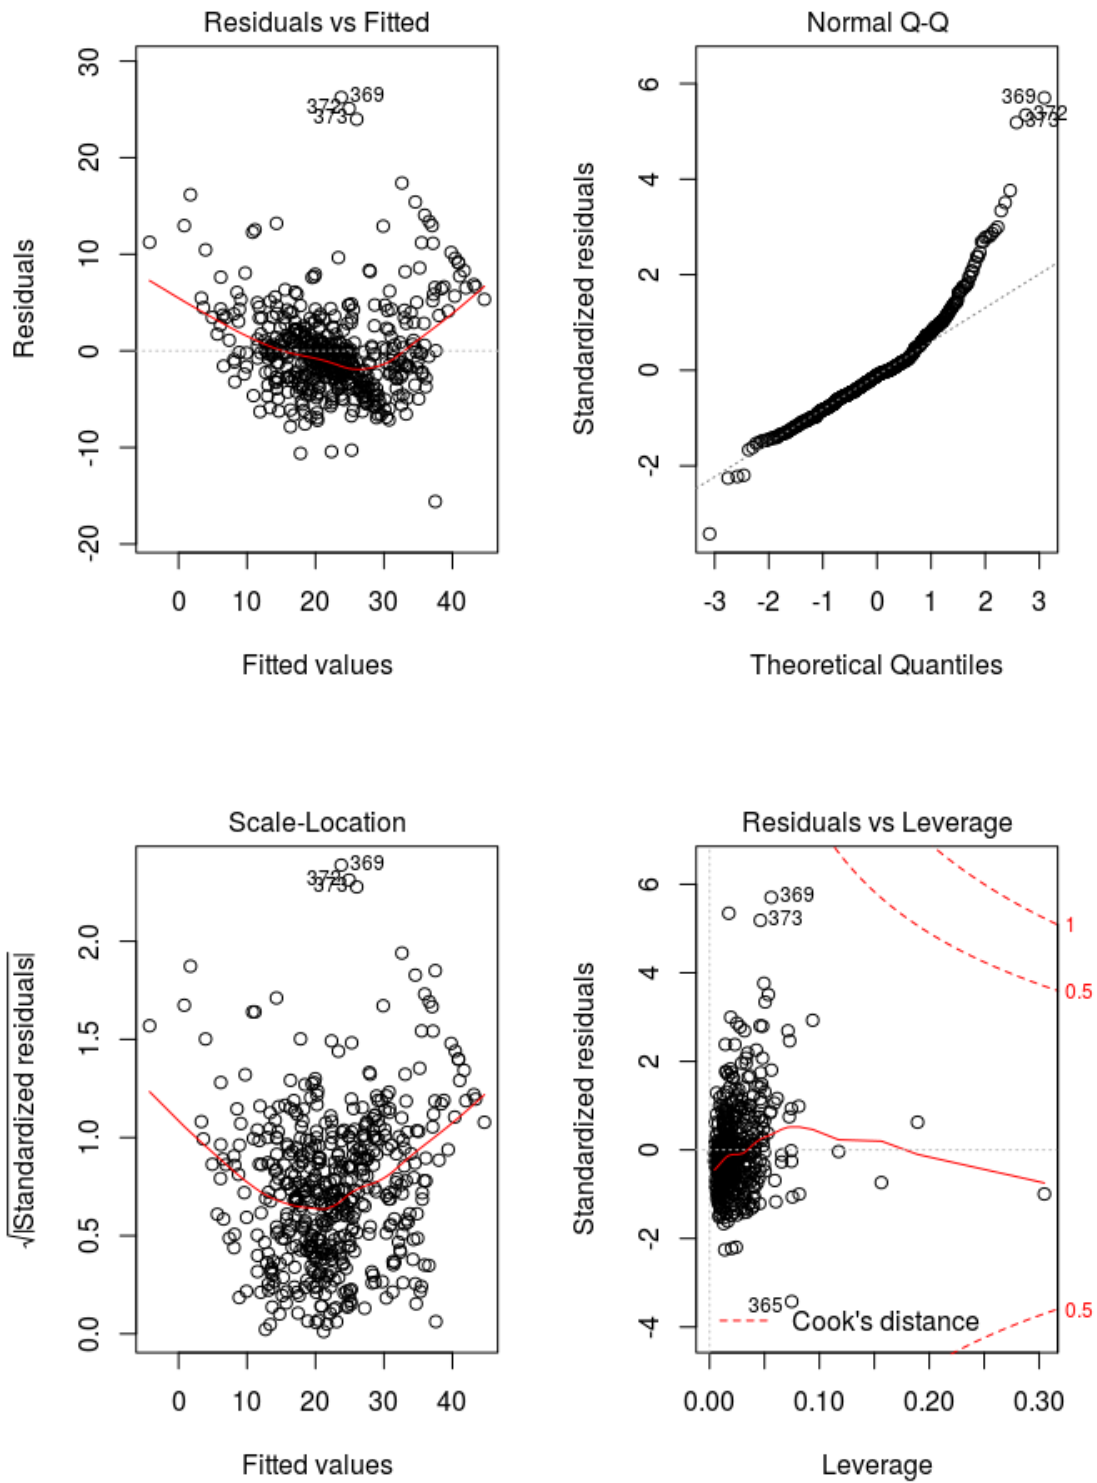 Residuals vs Fitted
Residuals
30
20
10
0
-10
-20
369
372
373
0 10 20 30 40
Fitted values
Normal Q-Q
Standardized residuals
6
4
2
0
-2
369
372
373
-3 -2 -1 0 1 2 3
Theoretical Quantiles
Scale-Location
√|Standardized residuals|
2.0
1.5
1.0
0.5
0.0
369
372
373
0 10 20 30 40
Fitted values
Residuals vs Leverage
Standardized residuals
6
4
2
0
-2
-4
369
373
365
1
0.5
0.5
Cook's distance
0.00 0.10 0.20 0.30
Leverage